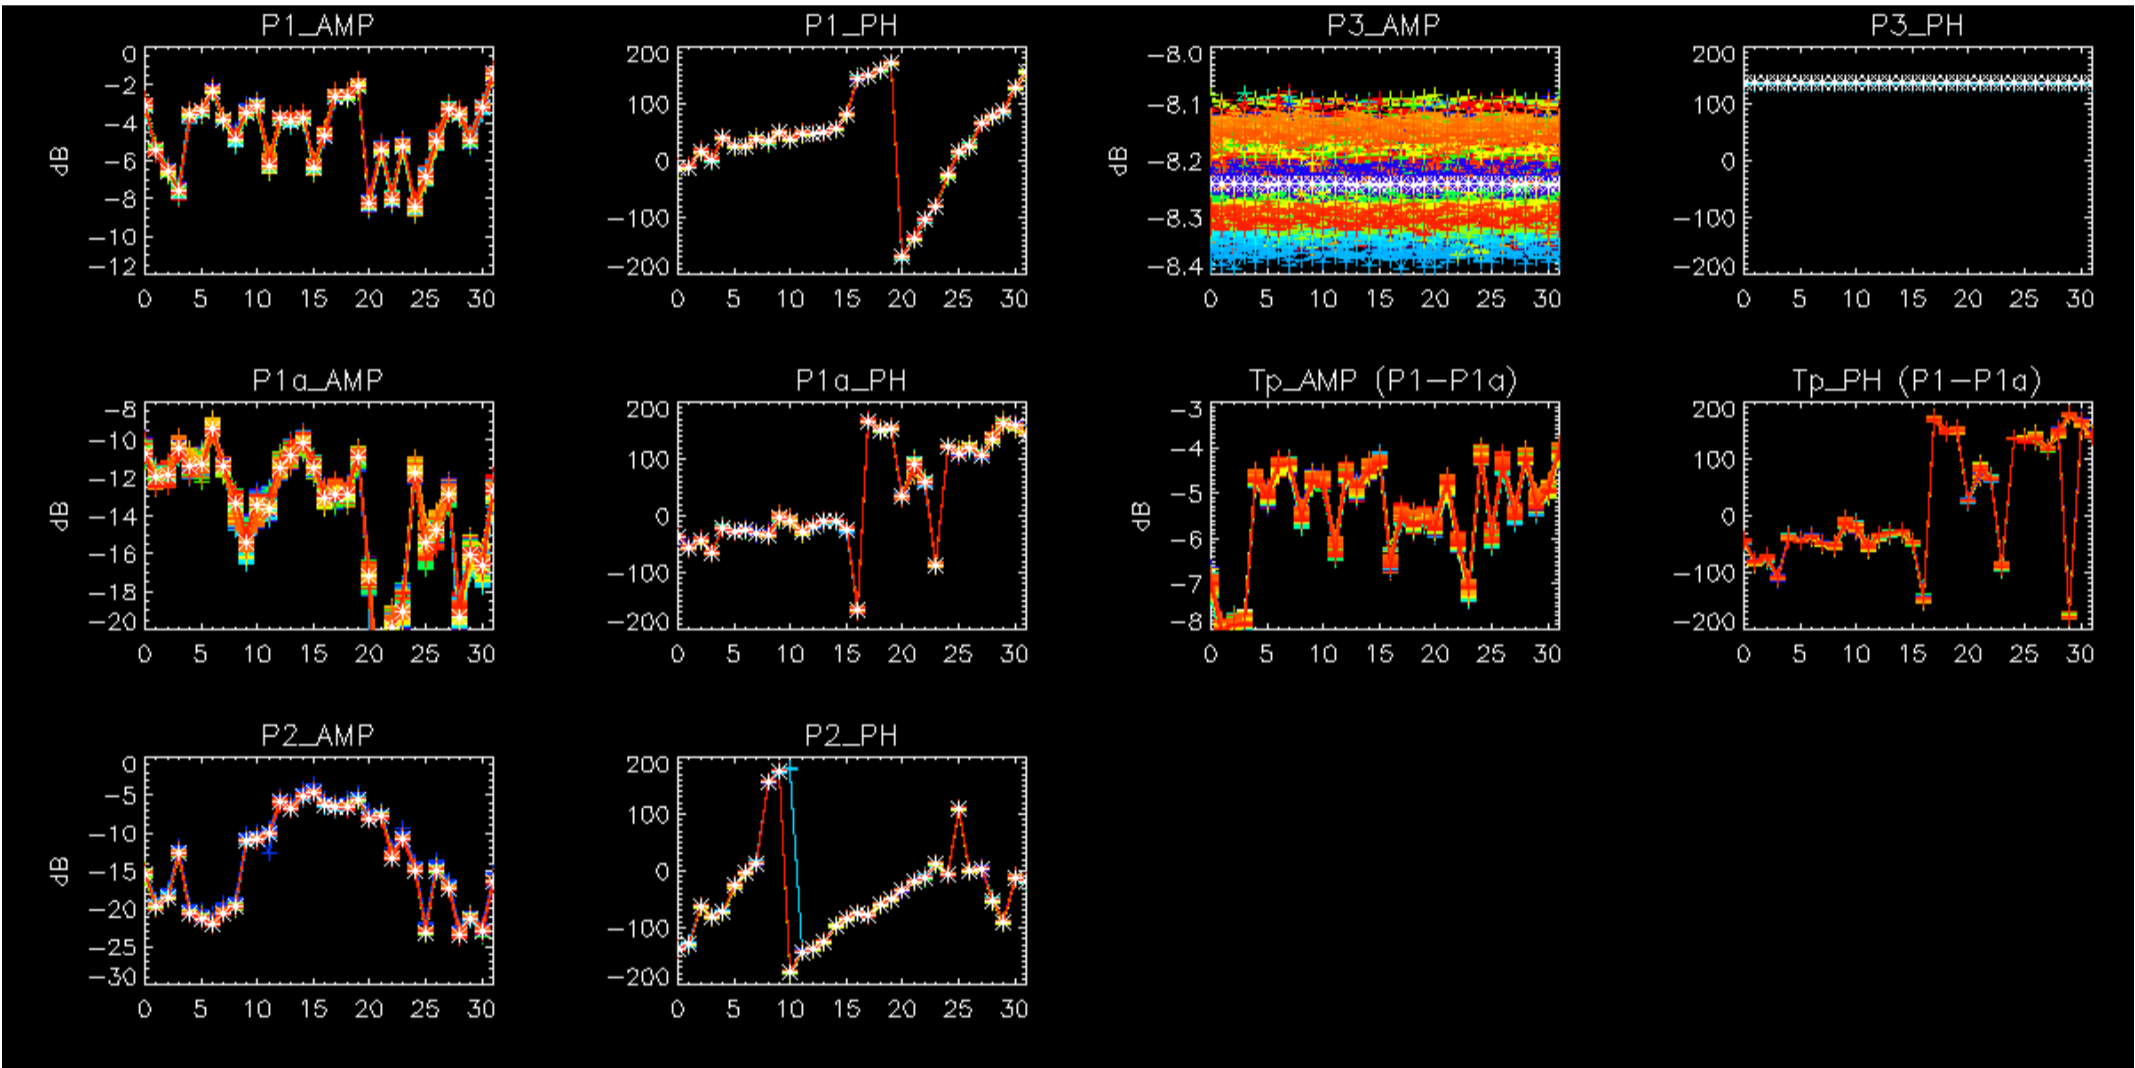 P1_AMP
P1_PH
P3_AMP
P3_PH
dB
0
−2
−4
−6
−8
−10
−12
0 5 10 15 20 25 30
200
100
0
−100
−200
0 5 10 15 20 25 30
dB
−8.0
−8.1
−8.2
−8.3
−8.4
0 5 10 15 20 25 30
200
100
0
−100
−200
0 5 10 15 20 25 30
P1a_AMP
P1a_PH
Tp_AMP (P1−P1a)
Tp_PH (P1−P1a)
dB
−8
−10
−12
−14
−16
−18
−20
0 5 10 15 20 25 30
200
100
0
−100
−200
0 5 10 15 20 25 30
dB
−3
−4
−5
−6
−7
−8
0 5 10 15 20 25 30
200
100
0
−100
−200
0 5 10 15 20 25 30
P2_AMP
P2_PH
dB
0
−5
−10
−15
−20
−25
−30
0 5 10 15 20 25 30
200
100
0
−100
−200
0 5 10 15 20 25 30